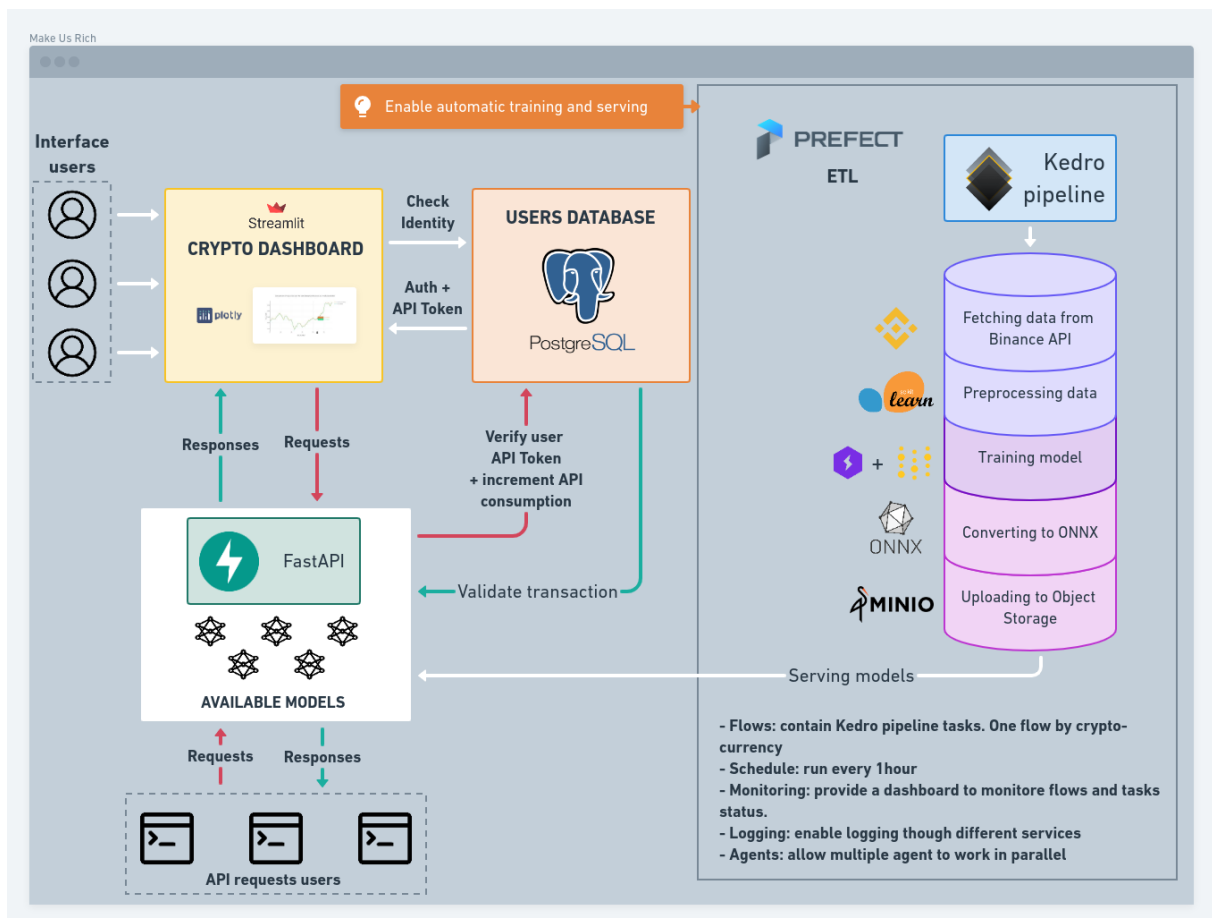 Make Us Rich
Enable automatic training and serving
Interface
users
Streamlit
CRYPTO DASHBOARD
plotly
Check
Identity
Auth +
API Token
USERS DATABASE
PostgreSQL
PREFECT
ETL
Kedro
pipeline
Fetching data from
Binance API
learn
Preprocessing data
+
Training model
ONNX
Converting to ONNX
MINIO
Uploading to Object
Storage
Responses
Requests
Verify user
API Token
+ increment API
consumption
FastAPI
Validate transaction
AVAILABLE MODELS
Serving models
Requests
Responses
API requests users
- Flows: contain Kedro pipeline tasks. One flow by crypto-
currency
- Schedule: run every 1hour
- Monitoring: provide a dashboard to monitore flows and tasks
status.
- Logging: enable logging though different services
- Agents: allow multiple agent to work in parallel